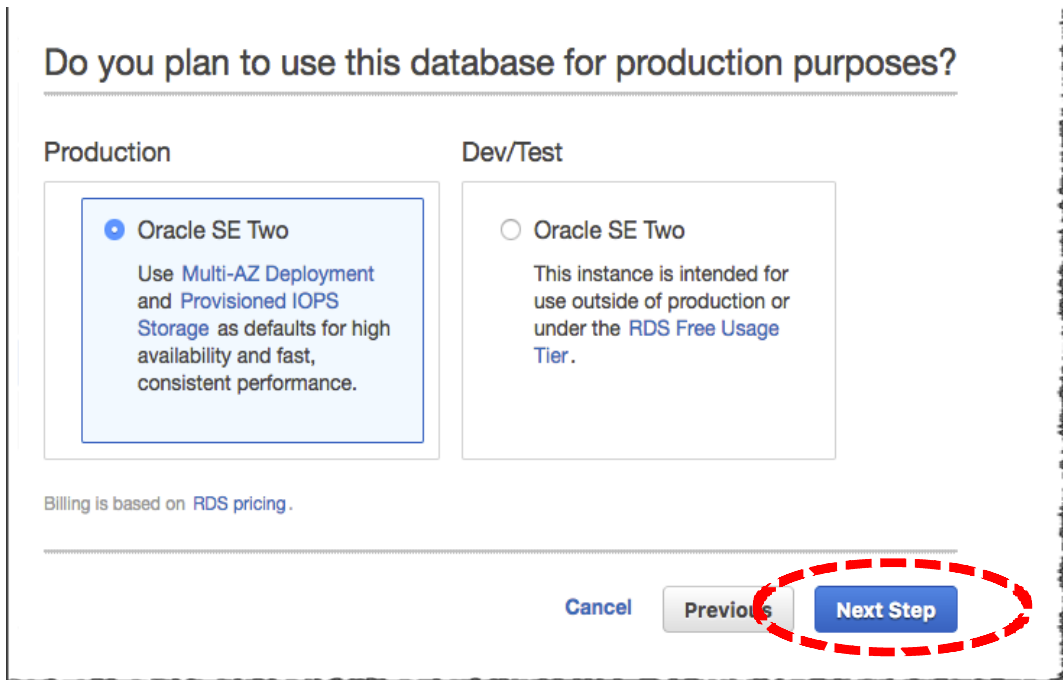 Do you plan to use this database for production purposes?
Production
Oracle SE Two
Use Multi-AZ Deployment
and Provisioned IOPS
Storage as defaults for high
availability and fast,
consistent performance.
Dev/Test
Oracle SE Two
This instance is intended for
use outside of production or
under the RDS Free Usage
Tier.
Billing is based on RDS pricing.
Cancel Previous Next Step